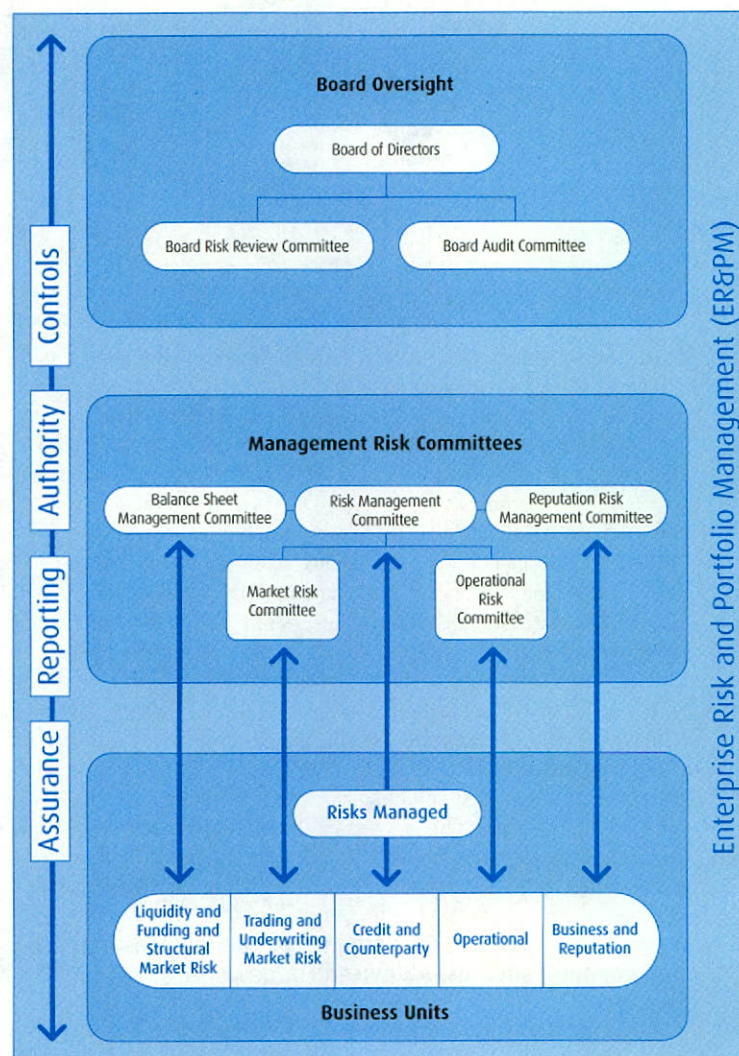 Board Oversight
Board of Directors
Board Risk Review Committee
Board Audit Committee
Controls
Authority
Reporting
Assurance
Enterprise Risk and Portfolio Management (ER&PM)
Management Risk Committees
Balance Sheet
Management Committee
Risk Management
Committee
Reputation Risk
Management Committee
Market Risk
Committee
Operational
Risk
Committee
Risks Managed
Liquidity and
Funding and
Structural
Market Risk
Trading and
Underwriting
Market Risk
Credit and
Counterparty
Operational
Business and
Reputation
Business Units